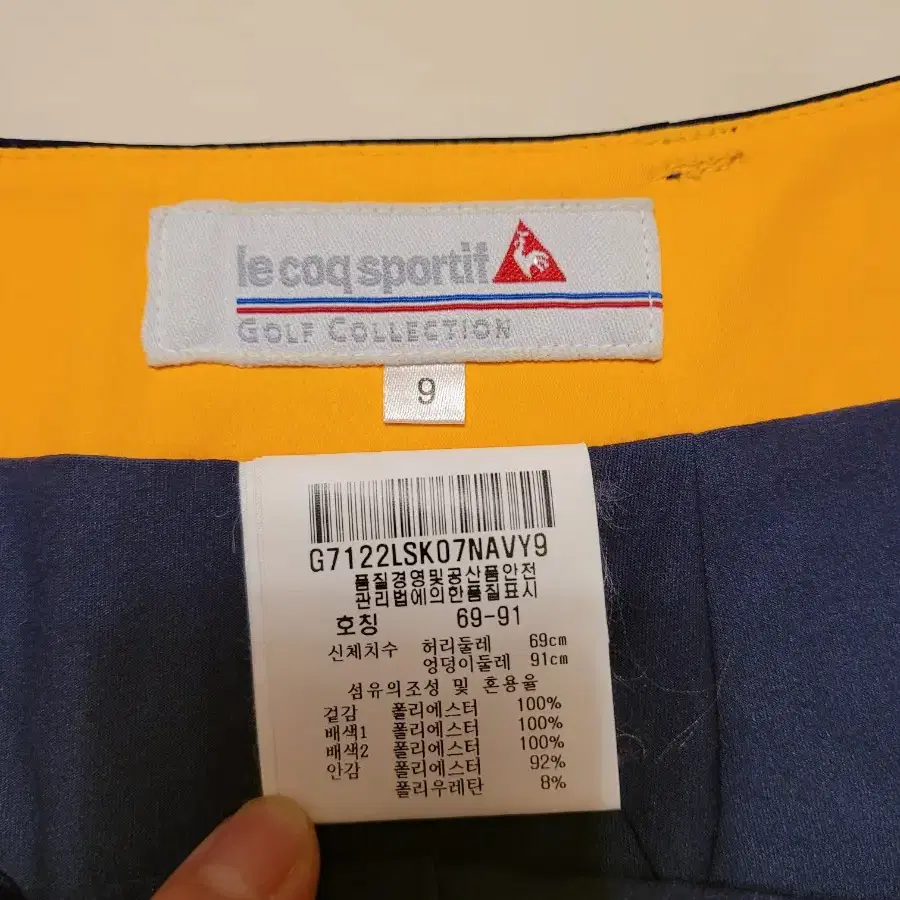 le coq sportif
GOLF COLLECTION
9
G7122LSK07NAVY9
품질경영및공산품안전
관리법에의한품질표시
호칭 69-91
신체치수 허리둘레 69cm
엉덩이둘레 91cm
섬유의조성 및 혼용율
겉감 폴리에스터 100%
배색1 폴리에스터 100%
배색2 폴리에스터 100%
안감 폴리에스터 92%
폴리우레탄 8%